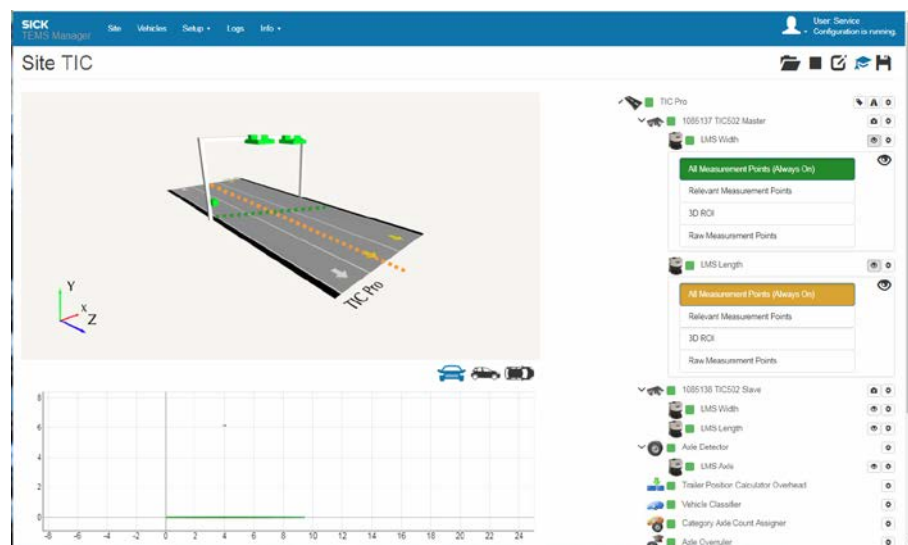 SICK
TEMS Manager
Site
Vehicles
Setup
Logs
Info
User: Service
Configuration is running.
Site TIC
TIC Pro
X
Y
Z
TIC Pro
1085137 TIC502 Master
LMS Width
All Measurement Points (Always On)
Relevant Measurement Points
3D ROI
Raw Measurement Points
LMS Length
All Measurement Points (Always On)
Relevant Measurement Points
3D ROI
Raw Measurement Points
1085138 TIC502 Slave
LMS Width
LMS Length
Axle Detector
LMS Axle
Trailer Position Calculator Overhead
Vehicle Classifier
Category Axle Count Assigner
Axle Overruler
8
6
4
2
0
-8 -6 -4 -2 0 2 4 6 8 10 12 14 16 18 20 22 24